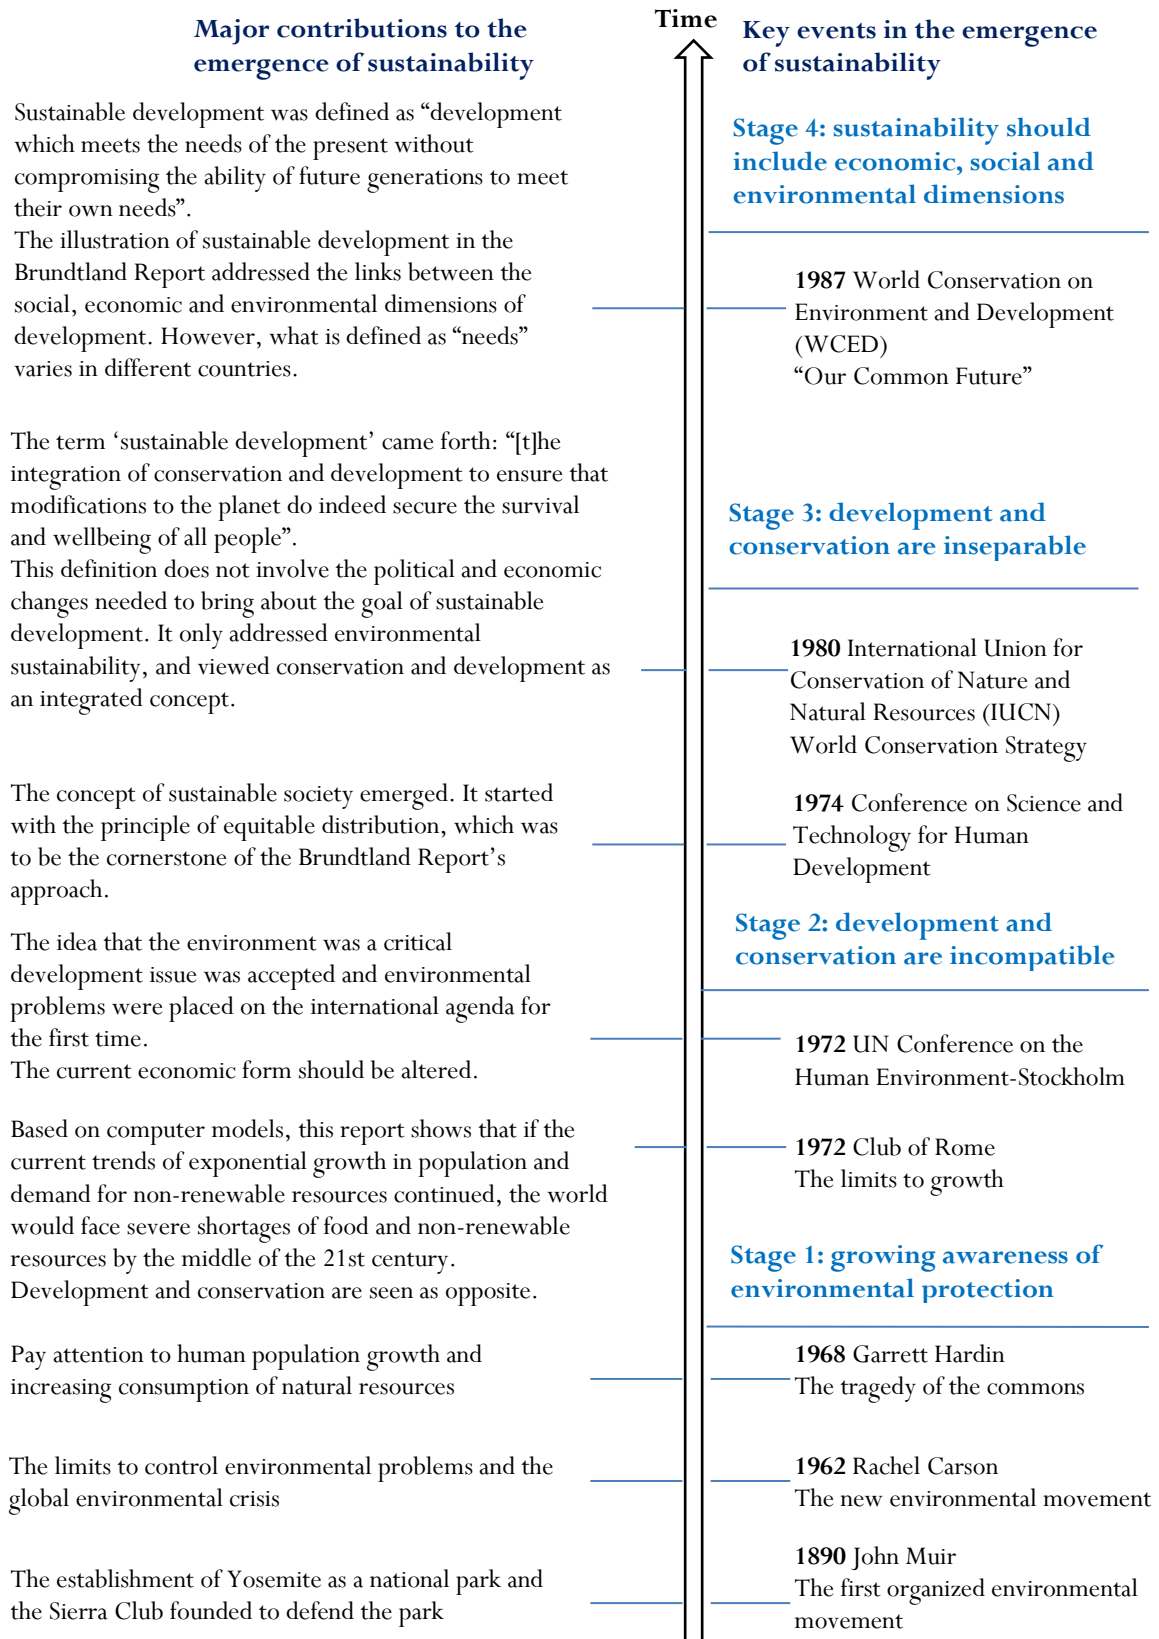 Major contributions to the
emergence of sustainability
Time
Key events in the emergence
of sustainability
Sustainable development was defined as “development
which meets the needs of the present without
compromising the ability of future generations to meet
their own needs”.
The illustration of sustainable development in the
Brundtland Report addressed the links between the
social, economic and environmental dimensions of
development. However, what is defined as “needs”
varies in different countries.
Stage 4: sustainability should
include economic, social and
environmental dimensions
1987 World Conservation on
Environment and Development
(WCED)
“Our Common Future”
The term ‘sustainable development’ came forth: “[t]he
integration of conservation and development to ensure that
modifications to the planet do indeed secure the survival
and wellbeing of all people”.
This definition does not involve the political and economic
changes needed to bring about the goal of sustainable
development. It only addressed environmental
sustainability, and viewed conservation and development as
an integrated concept.
Stage 3: development and
conservation are inseparable
1980 International Union for
Conservation of Nature and
Natural Resources (IUCN)
World Conservation Strategy
The concept of sustainable society emerged. It started
with the principle of equitable distribution, which was
to be the cornerstone of the Brundtland Report’s
approach.
1974 Conference on Science and
Technology for Human
Development
Stage 2: development and
conservation are incompatible
The idea that the environment was a critical
development issue was accepted and environmental
problems were placed on the international agenda for
the first time.
The current economic form should be altered.
1972 UN Conference on the
Human Environment-Stockholm
Based on computer models, this report shows that if the
current trends of exponential growth in population and
demand for non-renewable resources continued, the world
would face severe shortages of food and non-renewable
resources by the middle of the 21st century.
Development and conservation are seen as opposite.
1972 Club of Rome
The limits to growth
Stage 1: growing awareness of
environmental protection
Pay attention to human population growth and
increasing consumption of natural resources
1968 Garrett Hardin
The tragedy of the commons
The limits to control environmental problems and the
global environmental crisis
1962 Rachel Carson
The new environmental movement
The establishment of Yosemite as a national park and
the Sierra Club founded to defend the park
1890 John Muir
The first organized environmental
movement